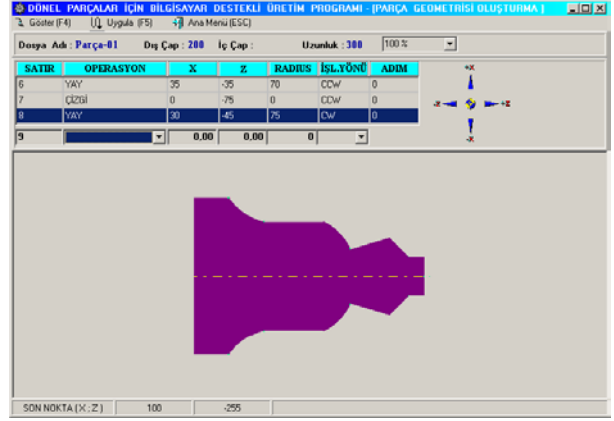 DÖNEL PARÇALAR İÇİN BİLGİSAYAR DESTEKLİ ÜRETİM PROGRAMI - [PARÇA GEOMETRİSİ OLUŞTURMA ]
Göster (F4) Uygula (F5) Ana Menü (ESC)
Dosya Adı : Parça-01 Dış Çap : 200 İç Çap : Uzunluk : 300 100 %
SATIR OPERASYON X Z RADIUS İŞL.YÖNÜ ADIM
6 YAY 35 -35 70 CCW 0
7 ÇİZGİ 0 -75 0 CCW 0
8 YAY 30 -45 75 CW 0
9 0,00 0,00 0
+X
-Z +Z
-X
SON NOKTA ( X ; Z ) 100 -255